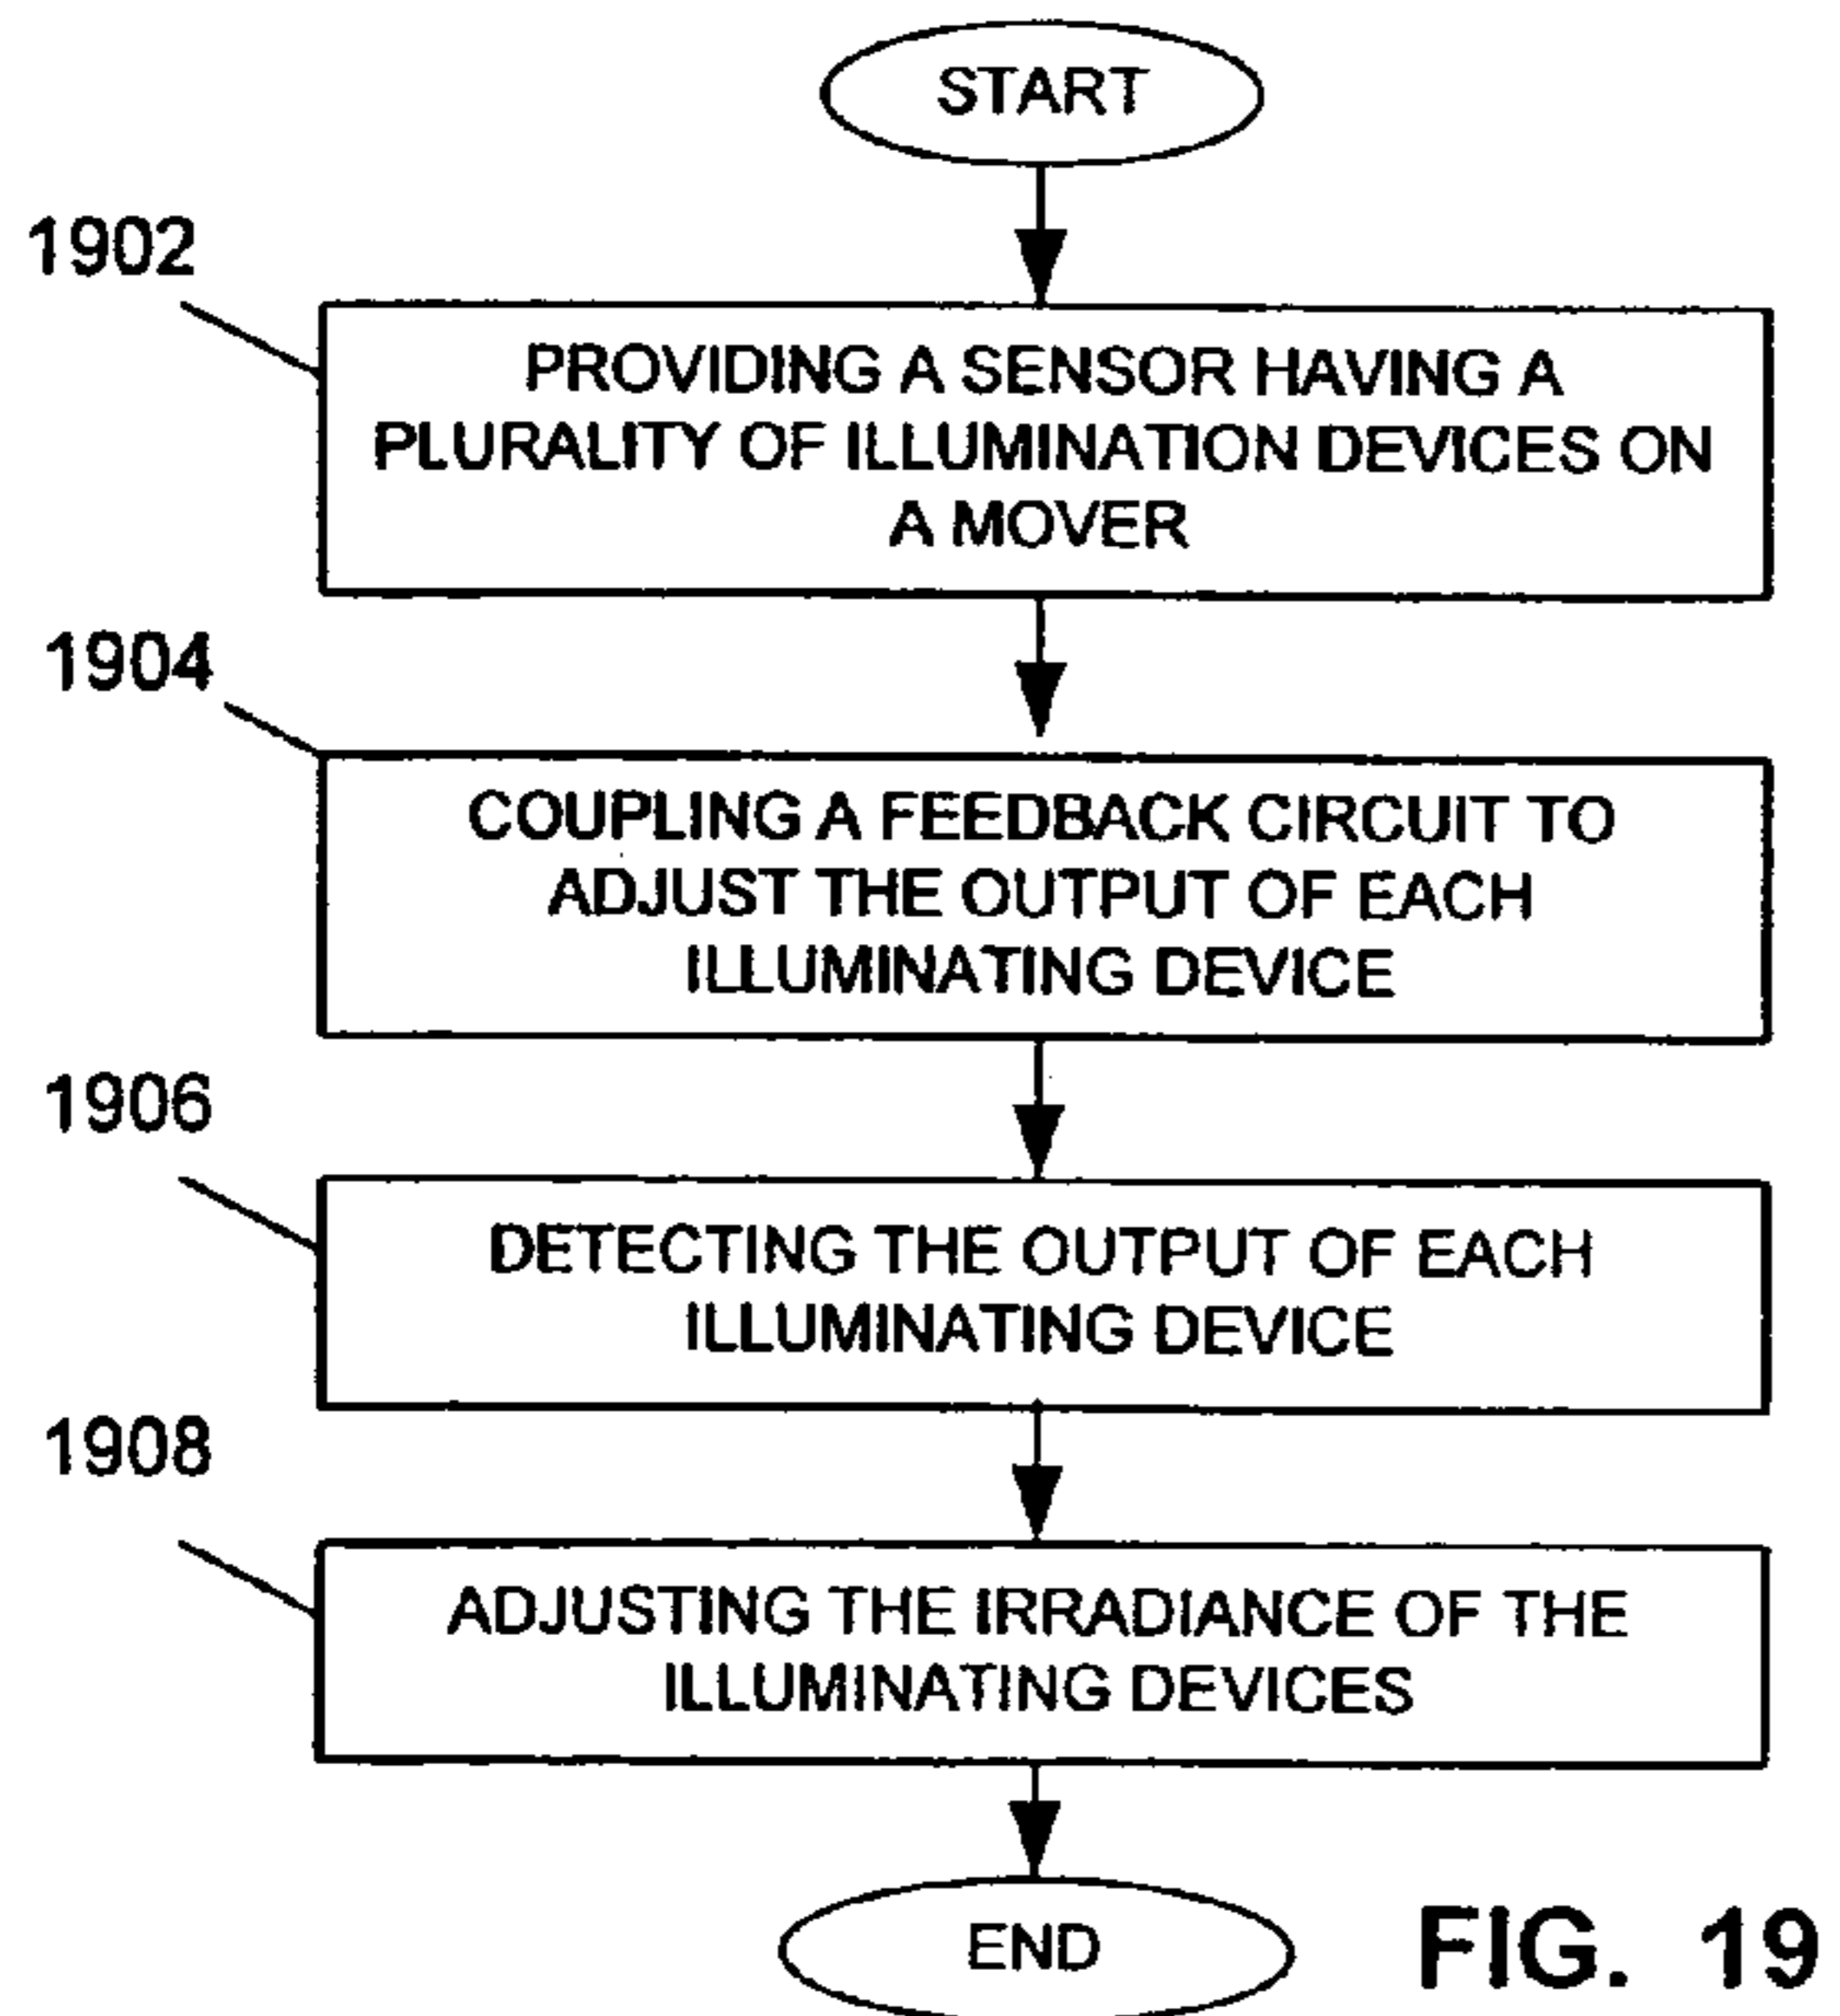 START
1902
PROVIDING A SENSOR HAVING A
PLURALITY OF ILLUMINATION DEVICES ON
A MOVER
1904
COUPLING A FEEDBACK CIRCUIT TO
ADJUST THE OUTPUT OF EACH
ILLUMINATING DEVICE
1906
DETECTING THE OUTPUT OF EACH
ILLUMINATING DEVICE
1908
ADJUSTING THE IRRADIANCE OF THE
ILLUMINATING DEVICES
END
FIG. 19